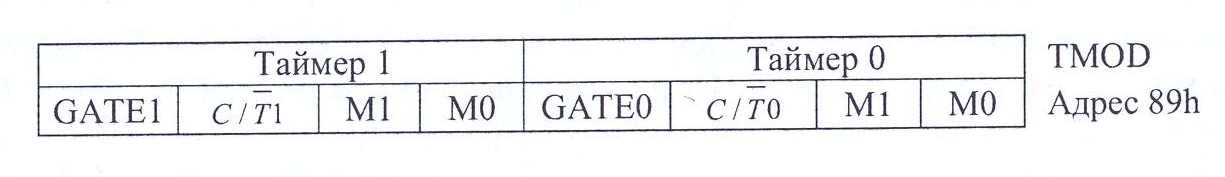 Таймер 1 Таймер 0 TMOD
GATE1 C/T̅1 M1 M0 GATE0 C/T̅0 M1 M0 Адрес 89h